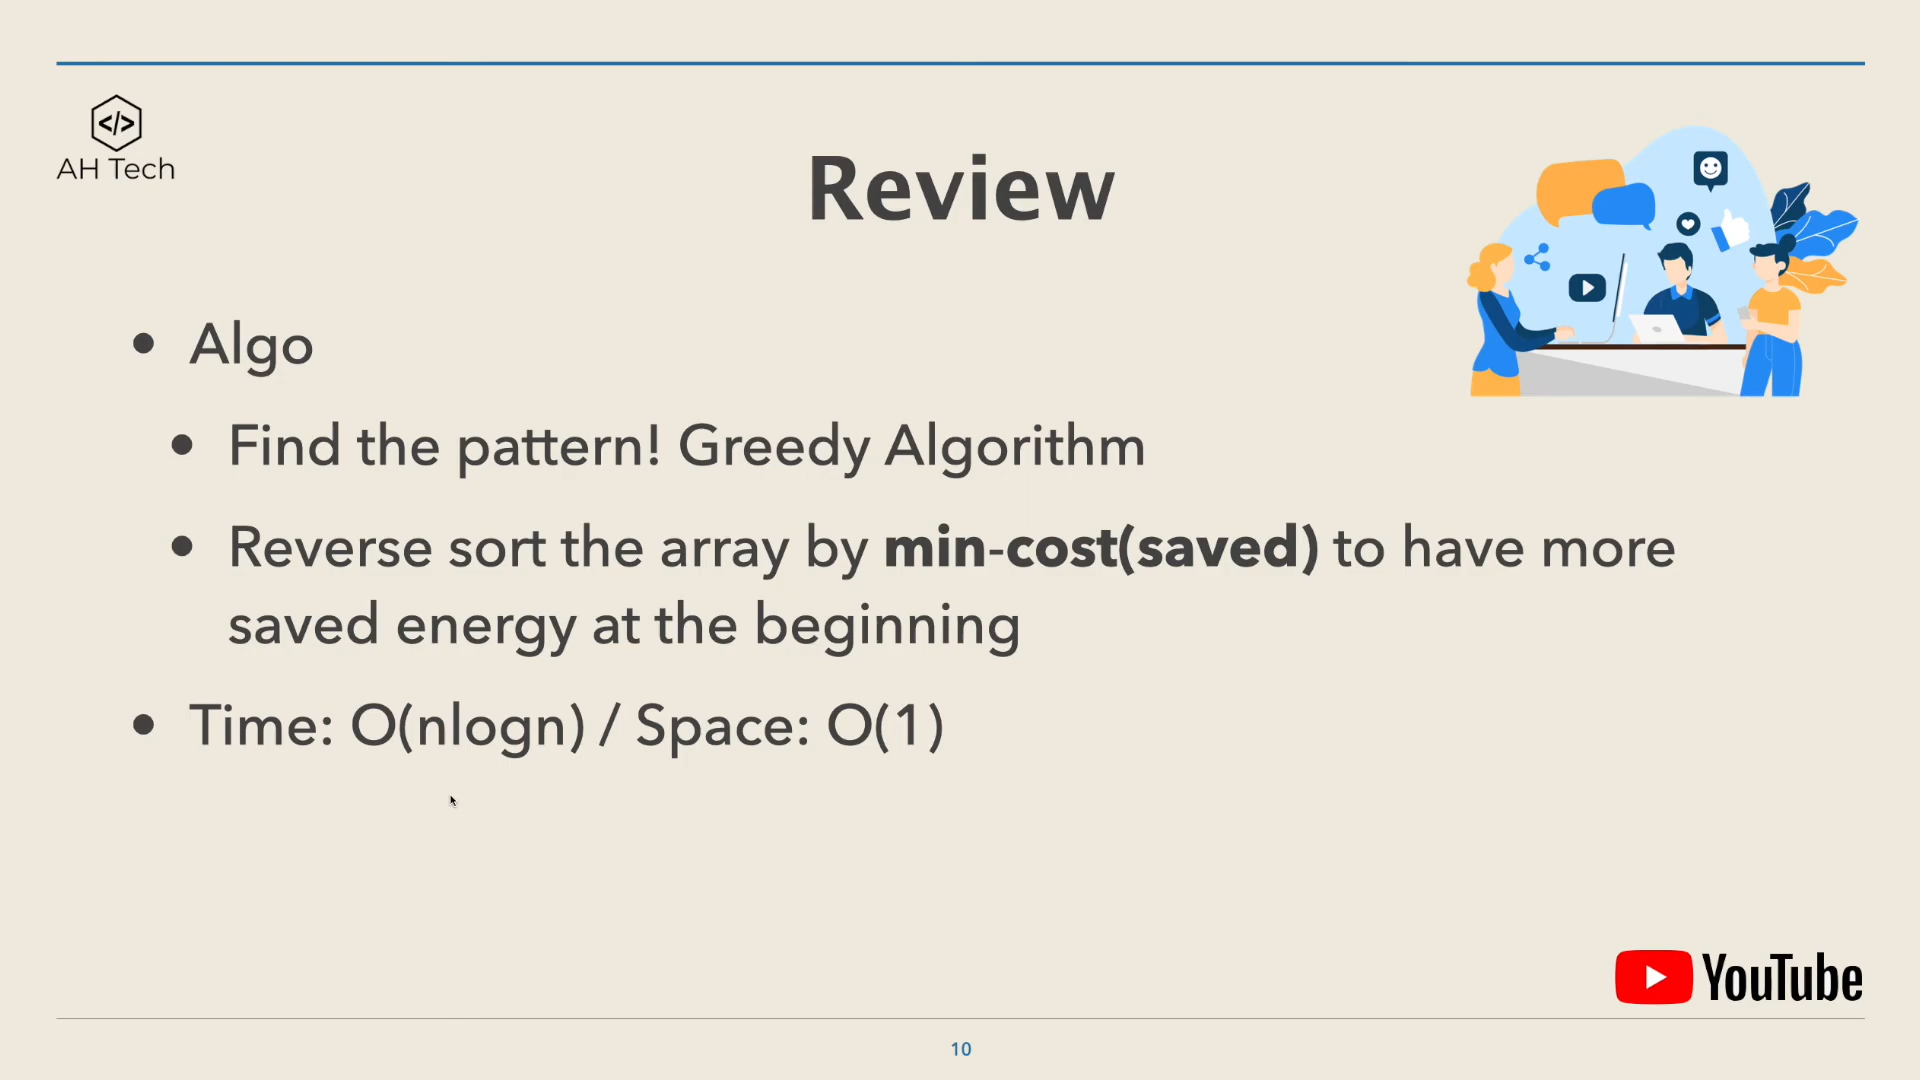 </>
AH Tech
Review
• Algo
• Find the pattern! Greedy Algorithm
• Reverse sort the array by min-cost(saved) to have more
saved energy at the beginning
• Time: O(nlogn) / Space: O(1)
YouTube
10